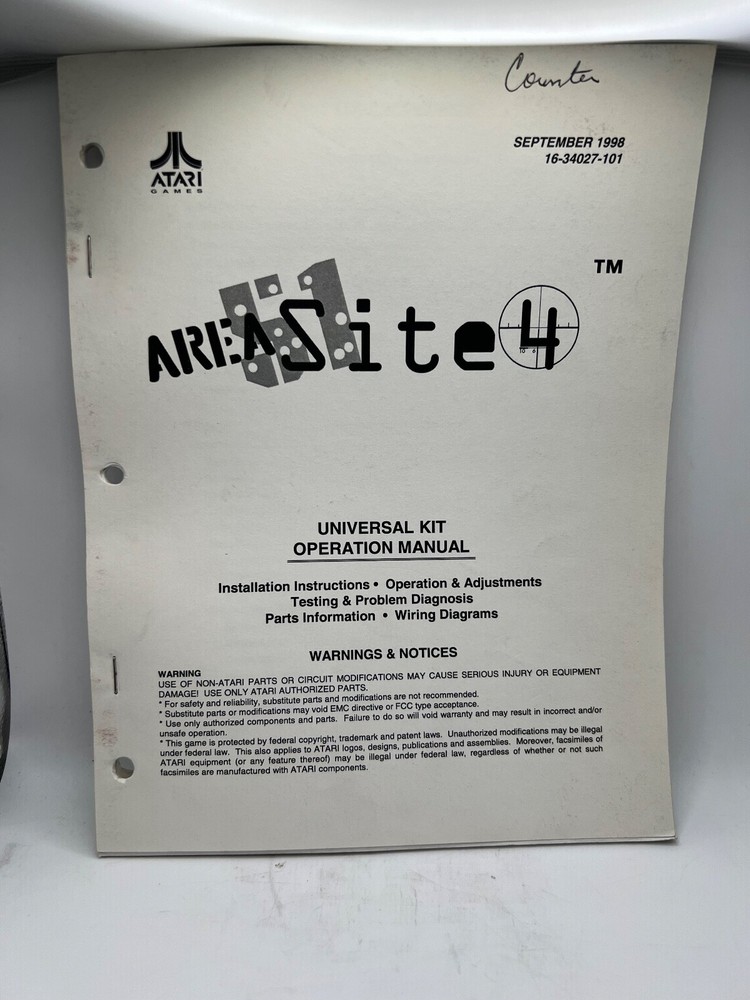 Counter
SEPTEMBER 1998
16-34027-101
ATARI
GAMES
TM
AREA 51 Site 4
10 6
UNIVERSAL KIT
OPERATION MANUAL
Installation Instructions • Operation & Adjustments
Testing & Problem Diagnosis
Parts Information • Wiring Diagrams
WARNINGS & NOTICES
WARNING
USE OF NON-ATARI PARTS OR CIRCUIT MODIFICATIONS MAY CAUSE SERIOUS INJURY OR EQUIPMENT
DAMAGE! USE ONLY ATARI AUTHORIZED PARTS.
* For safety and reliability, substitute parts and modifications are not recommended.
* Substitute parts or modifications may void EMC directive or FCC type acceptance.
* Use only authorized components and parts. Failure to do so will void warranty and may result in incorrect and/or
unsafe operation.
* This game is protected by federal copyright, trademark and patent laws. Unauthorized modifications may be illegal
under federal law. This also applies to ATARI logos, designs, publications and assemblies. Moreover, facsimiles of
ATARI equipment (or any feature thereof) may be illegal under federal law, regardless of whether or not such
facsimiles are manufactured with ATARI components.